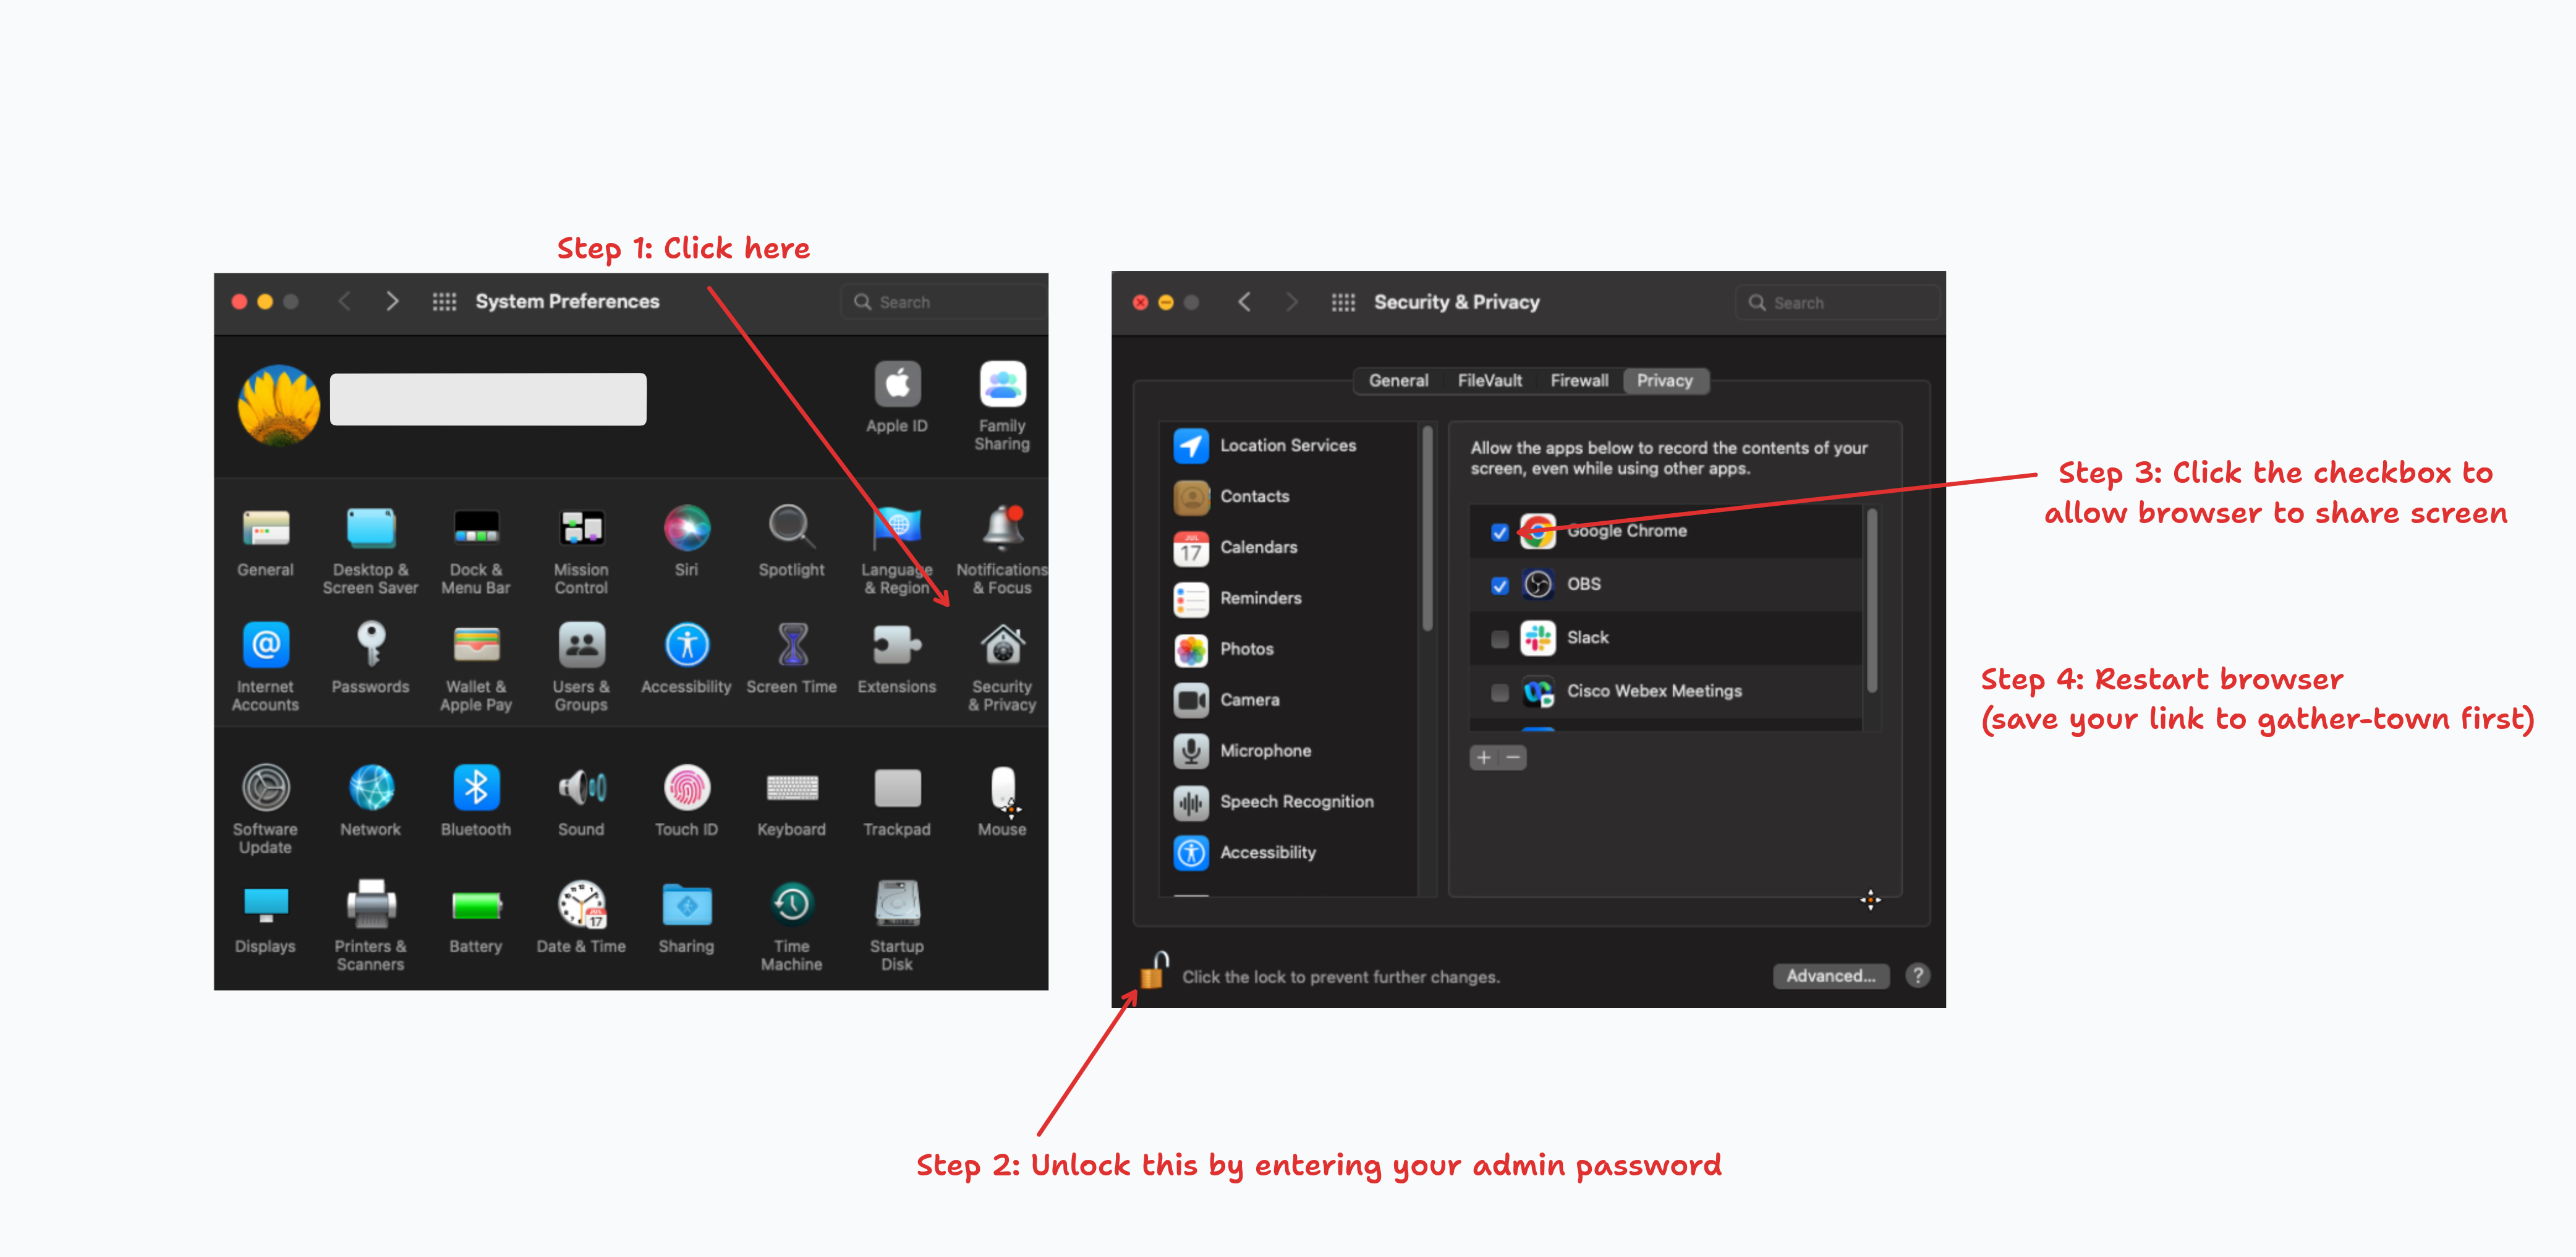 Step 1: Click here
System Preferences
Search
Apple ID
Family
Sharing
General
Desktop &
Screen Saver
Dock &
Menu Bar
Mission
Control
Siri
Spotlight
Language
& Region
Notifications
& Focus
Internet
Accounts
Passwords
Wallet &
Apple Pay
Users &
Groups
Accessibility
Screen Time
Extensions
Security
& Privacy
Software
Update
Network
Bluetooth
Sound
Touch ID
Keyboard
Trackpad
Mouse
Displays
Printers &
Scanners
Battery
JUL
17
Date & Time
Sharing
Time
Machine
Startup
Disk
Security & Privacy
Search
General
FileVault
Firewall
Privacy
Location Services
Contacts
JUL
17
Calendars
Reminders
Photos
Camera
Microphone
Speech Recognition
Accessibility
Allow the apps below to record the contents of your
screen, even while using other apps.
Google Chrome
OBS
Slack
Cisco Webex Meetings
Click the lock to prevent further changes.
Advanced...
?
Step 3: Click the checkbox to
allow browser to share screen
Step 4: Restart browser
(save your link to gather-town first)
Step 2: Unlock this by entering your admin password